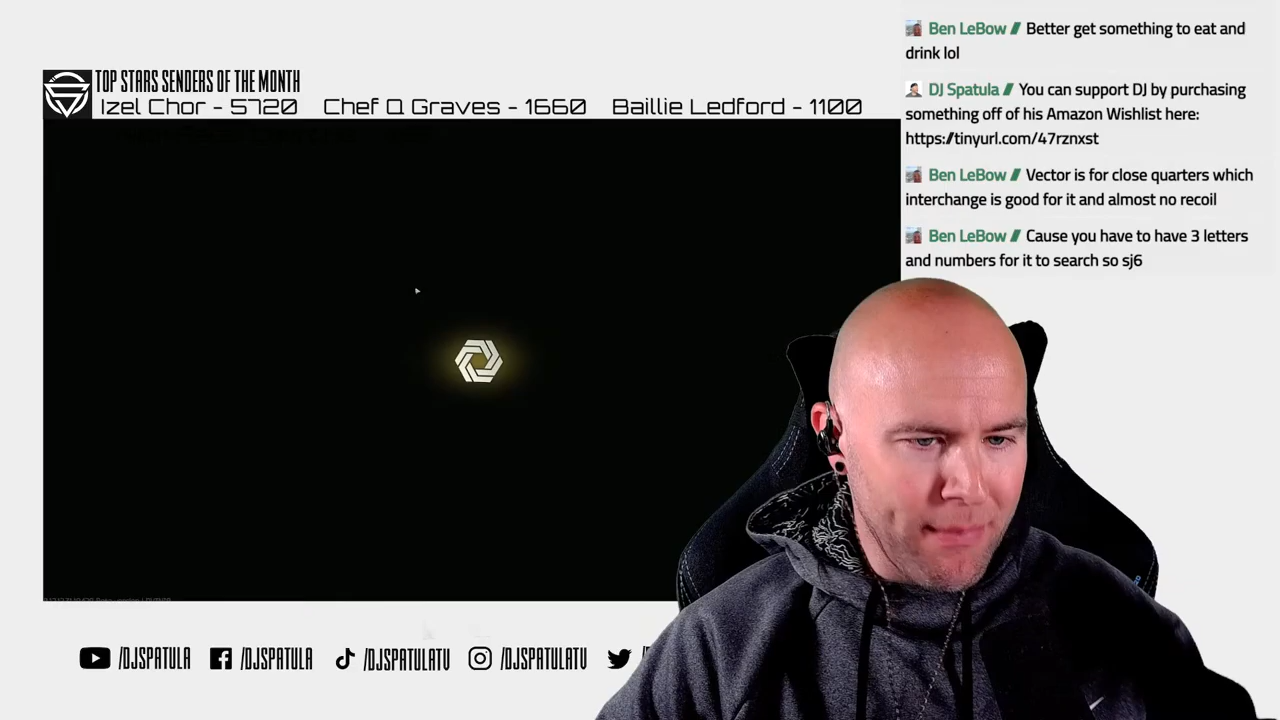 TOP STARS SENDERS OF THE MONTH
Izel Chor - 5720 Chef Q Graves - 1660 Baillie Ledford - 1100
Ben LeBow // Better get something to eat and
drink lol
DJ Spatula // You can support DJ by purchasing
something off of his Amazon Wishlist here:
https://tinyurl.com/47rznxst
Ben LeBow // Vector is for close quarters which
interchange is good for it and almost no recoil
Ben LeBow // Cause you have to have 3 letters
and numbers for it to search so sj6
/DJSPATULA /DJSPATULA /DJSPATULATV /DJSPATULATV /